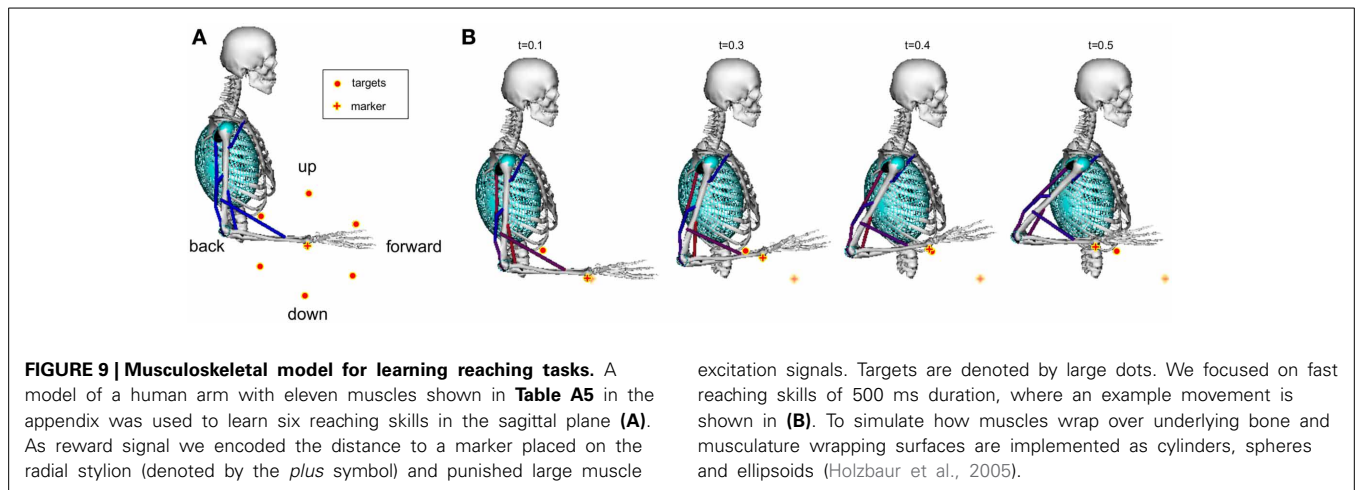 A
B
t=0.1
t=0.3
t=0.4
t=0.5
targets
marker
up
back
forward
down
FIGURE 9 | Musculoskeletal model for learning reaching tasks. A
model of a human arm with eleven muscles shown in Table A5 in the
appendix was used to learn six reaching skills in the sagittal plane (A).
As reward signal we encoded the distance to a marker placed on the
radial stylion (denoted by the plus symbol) and punished large muscle
excitation signals. Targets are denoted by large dots. We focused on fast
reaching skills of 500 ms duration, where an example movement is
shown in (B). To simulate how muscles wrap over underlying bone and
musculature wrapping surfaces are implemented as cylinders, spheres
and ellipsoids (Holzbaur et al., 2005).